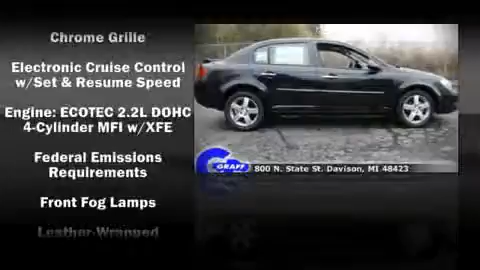 Chrome Grille
Electronic Cruise Control
w/Set & Resume Speed
Engine: ECOTEC 2.2L DOHC
4-Cylinder MFI w/XFE
Federal Emissions
Requirements
Front Fog Lamps
Leather-Wrapped
GRAFF
800 N. State St. Davison, MI 48423